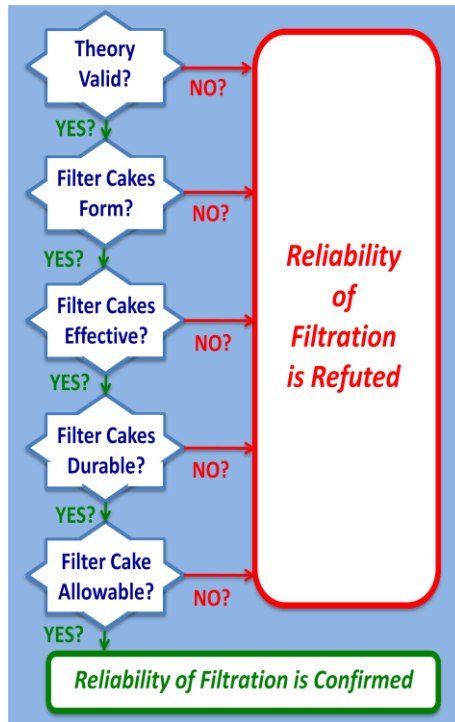 Theory
Valid?
NO?
YES?
Filter Cakes
Form?
NO?
YES?
Filter Cakes
Effective?
NO?
YES?
Filter Cakes
Durable?
NO?
YES?
Filter Cake
Allowable?
NO?
YES?
Reliability
of
Filtration
is Refuted
Reliability of Filtration is Confirmed